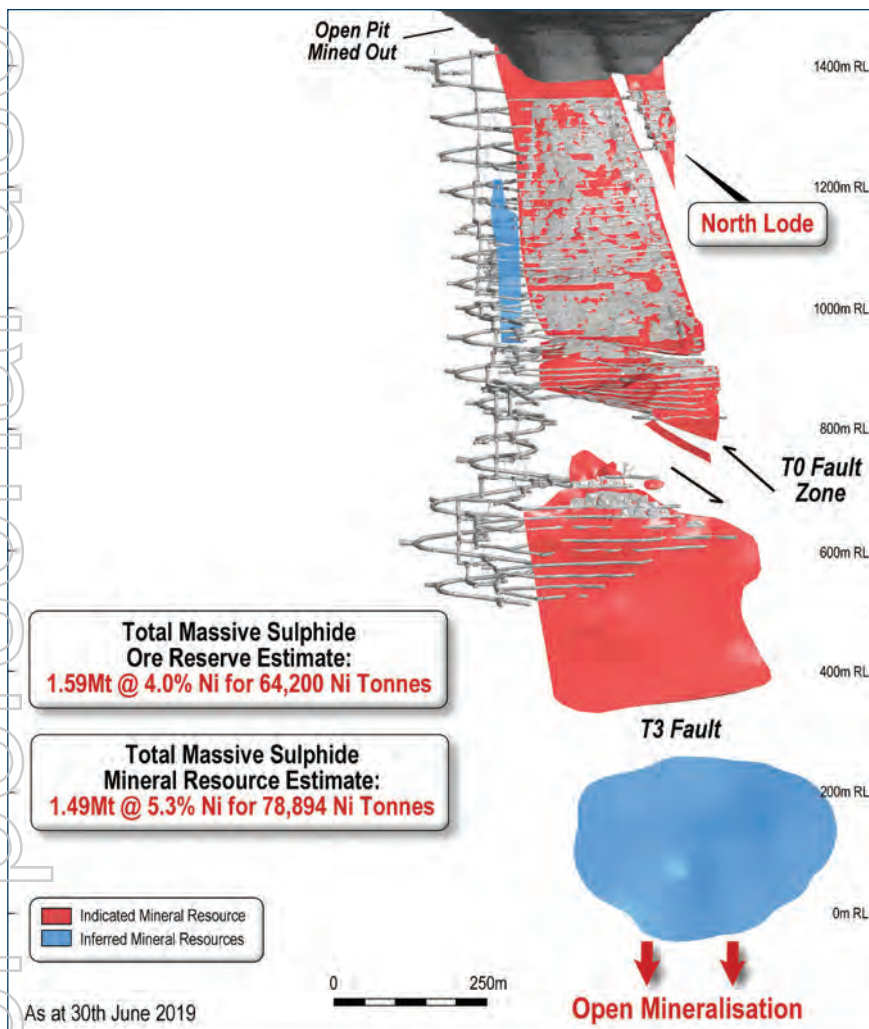 Open Pit
Mined Out
1400m RL
1200m RL
North Lode
1000m RL
800m RL
T0 Fault
Zone
600m RL
Total Massive Sulphide
Ore Reserve Estimate:
1.59Mt @ 4.0% Ni for 64,200 Ni Tonnes
400m RL
T3 Fault
Total Massive Sulphide
Mineral Resource Estimate:
1.49Mt @ 5.3% Ni for 78,894 Ni Tonnes
200m RL
Indicated Mineral Resource
Inferred Mineral Resources
0m RL
0 250m
Open Mineralisation
As at 30th June 2019